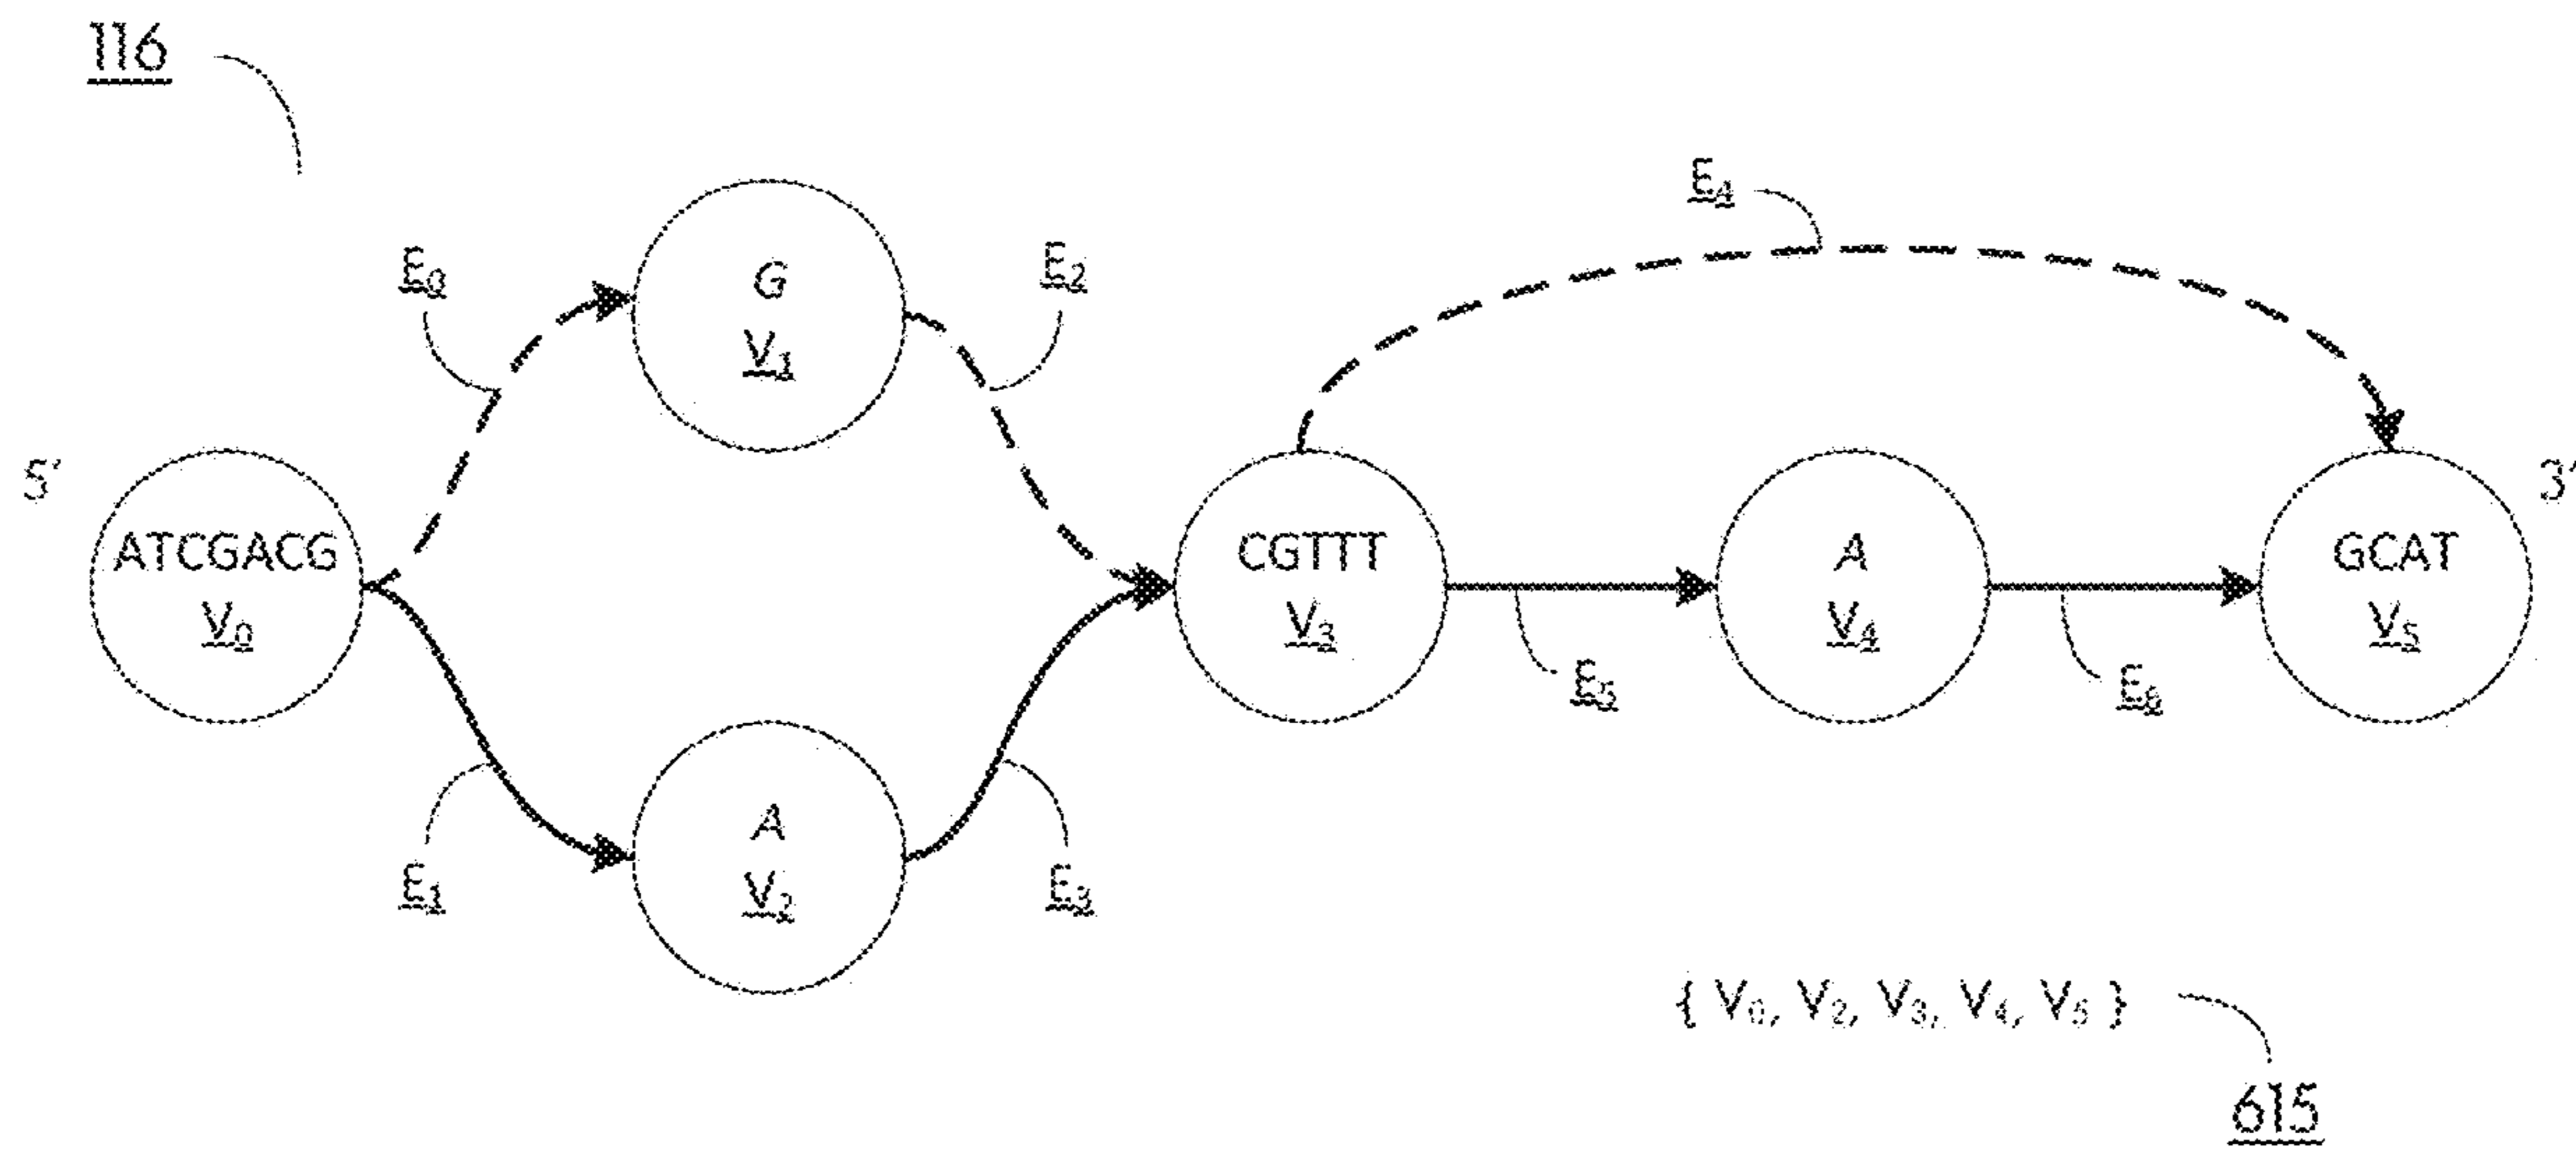 116
E4
E0
G
E2
V1
5'
3'
ATCGACG
V0
CGTTT
V3
A
V4
GCAT
V5
E5
E6
A
V2
E1
E3
{ V0, V2, V3, V4, V5 }
615